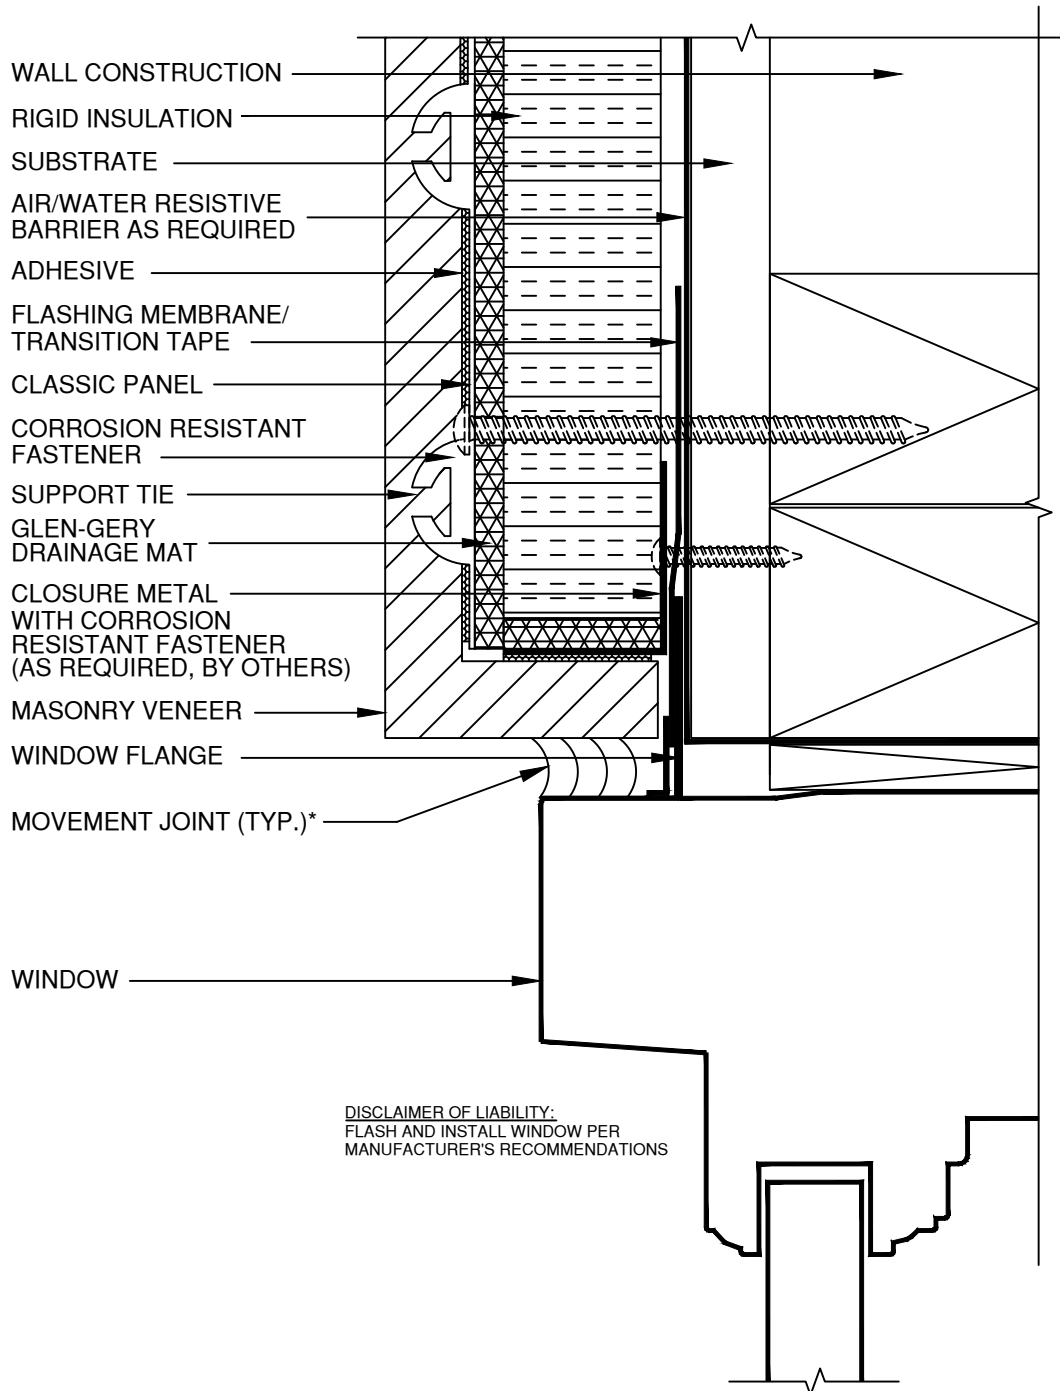 WALL CONSTRUCTION
RIGID INSULATION
SUBSTRATE
AIR/WATER RESISTIVE
BARRIER AS REQUIRED
ADHESIVE
FLASHING MEMBRANE/
TRANSITION TAPE
CLASSIC PANEL
CORROSION RESISTANT
FASTENER
SUPPORT TIE
GLEN-GERY
DRAINAGE MAT
CLOSURE METAL
WITH CORROSION
RESISTANT FASTENER
(AS REQUIRED, BY OTHERS)
MASONRY VENEER
WINDOW FLANGE
MOVEMENT JOINT (TYP.)*
WINDOW
DISCLAIMER OF LIABILITY:
FLASH AND INSTALL WINDOW PER
MANUFACTURER'S RECOMMENDATIONS